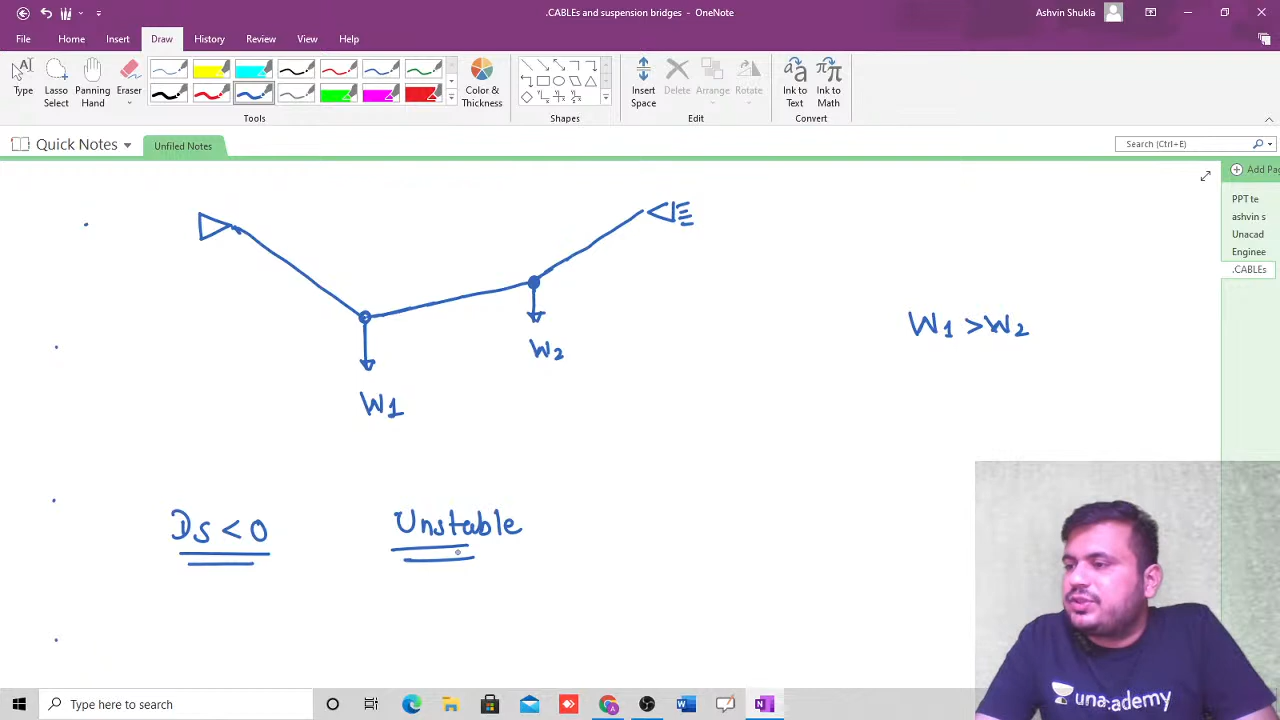 .CABLEs and suspension bridges - OneNote
Ashvin Shukla
File Home Insert Draw History Review View Help
Type
Lasso Select
Panning Hand
Eraser
Color & Thickness
Insert Space
Delete
Arrange
Rotate
Ink to Text
Ink to Math
Tools
Shapes
Edit
Convert
Quick Notes
Unfiled Notes
Search (Ctrl+E)
Add Pa
PPT te
ashvin s
Unacad
Enginee
.CABLEs
W1 > W2
W2
W1
Ds < 0
Unstable
unacademy
Type here to search